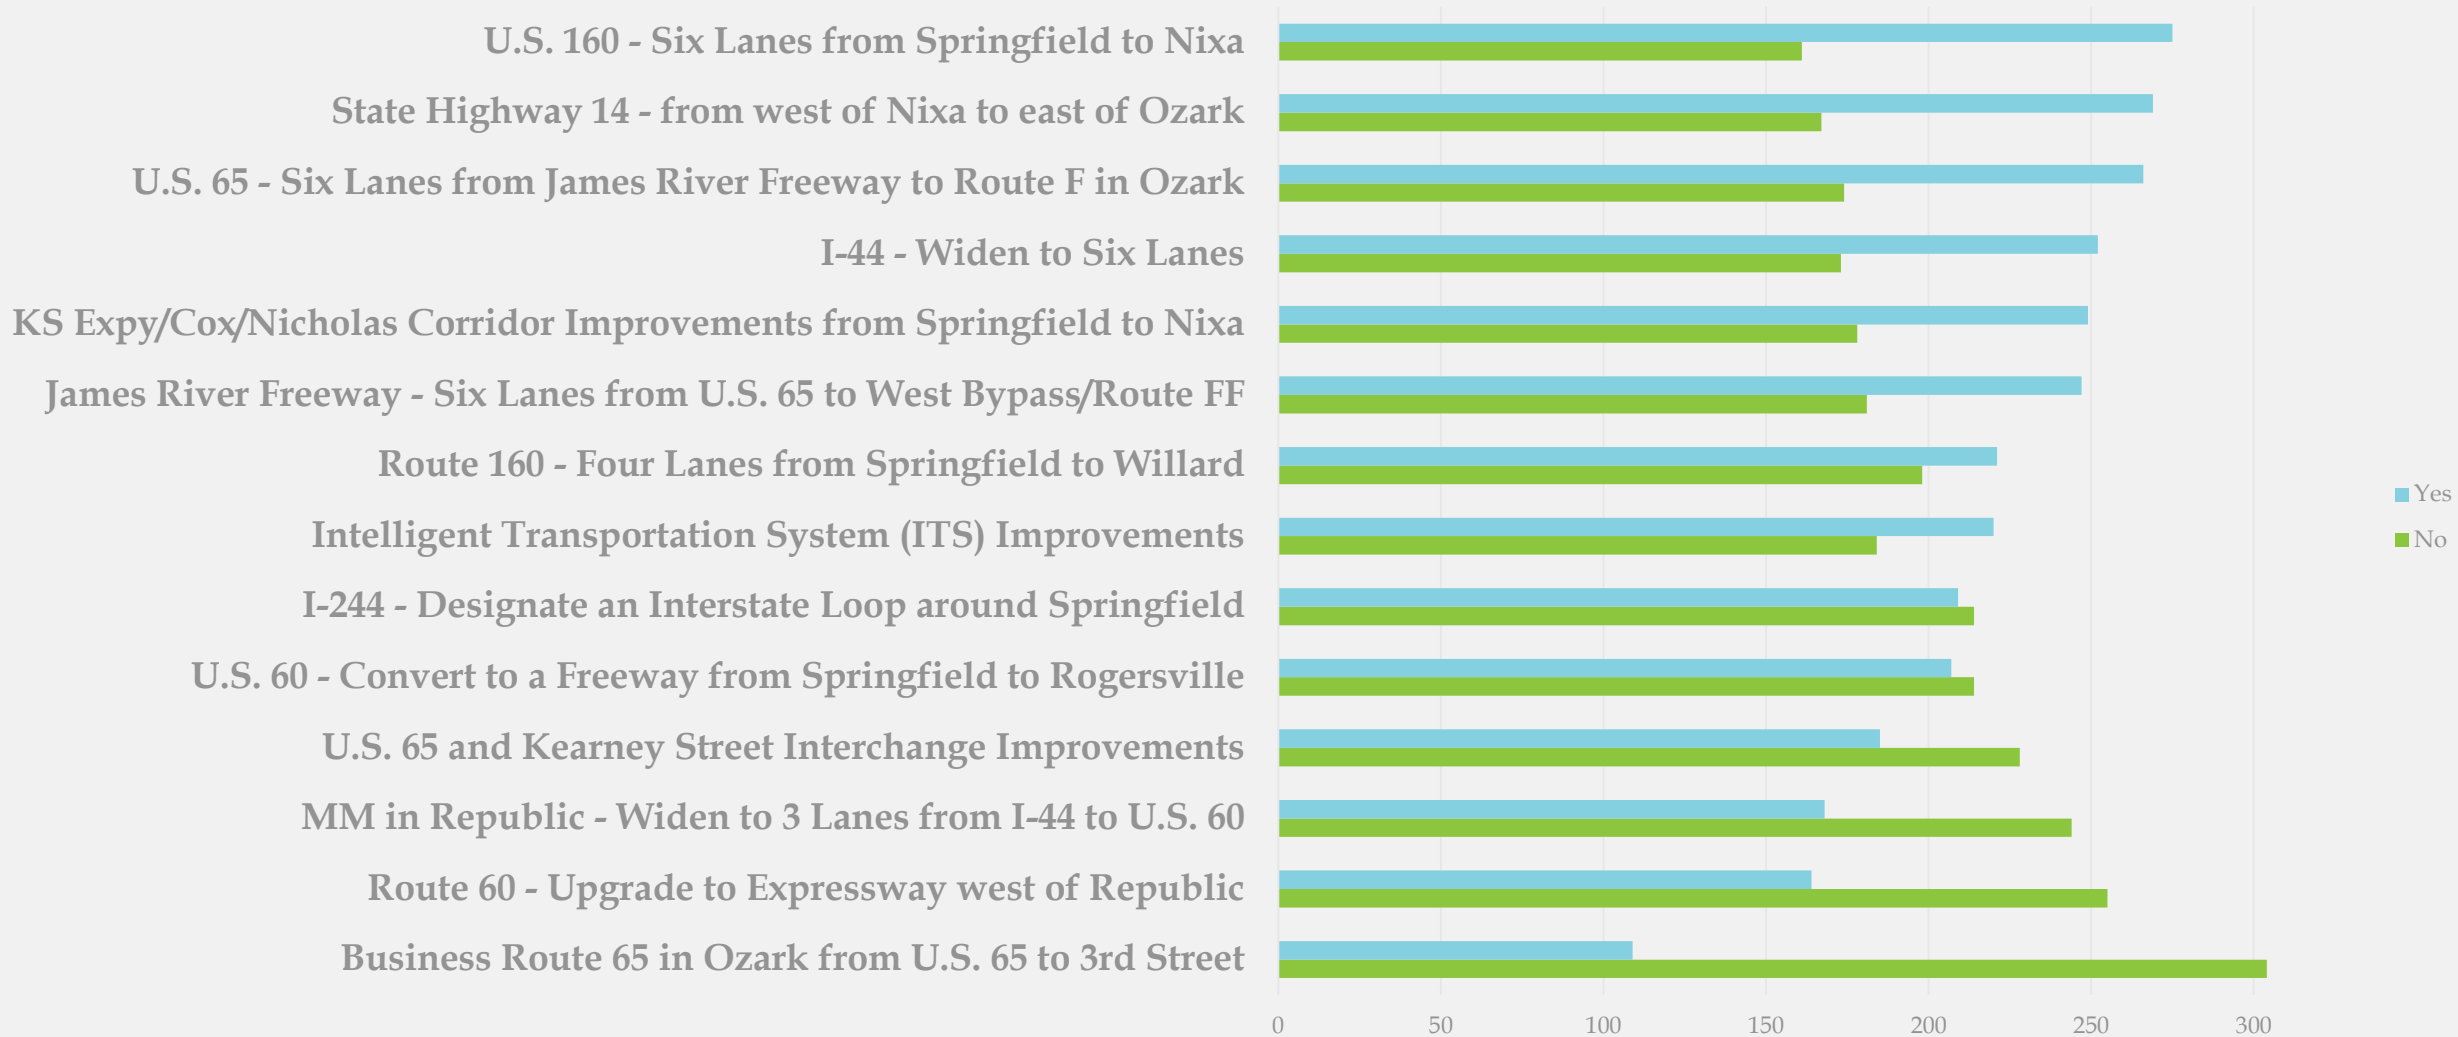 U.S. 160 - Six Lanes from Springfield to Nixa
State Highway 14 - from west of Nixa to east of Ozark
U.S. 65 - Six Lanes from James River Freeway to Route F in Ozark
I-44 - Widen to Six Lanes
KS Expy/Cox/Nicholas Corridor Improvements from Springfield to Nixa
James River Freeway - Six Lanes from U.S. 65 to West Bypass/Route FF
Route 160 - Four Lanes from Springfield to Willard
Intelligent Transportation System (ITS) Improvements
I-244 - Designate an Interstate Loop around Springfield
U.S. 60 - Convert to a Freeway from Springfield to Rogersville
U.S. 65 and Kearney Street Interchange Improvements
MM in Republic - Widen to 3 Lanes from I-44 to U.S. 60
Route 60 - Upgrade to Expressway west of Republic
Business Route 65 in Ozark from U.S. 65 to 3rd Street
0 50 100 150 200 250 300
Yes
No